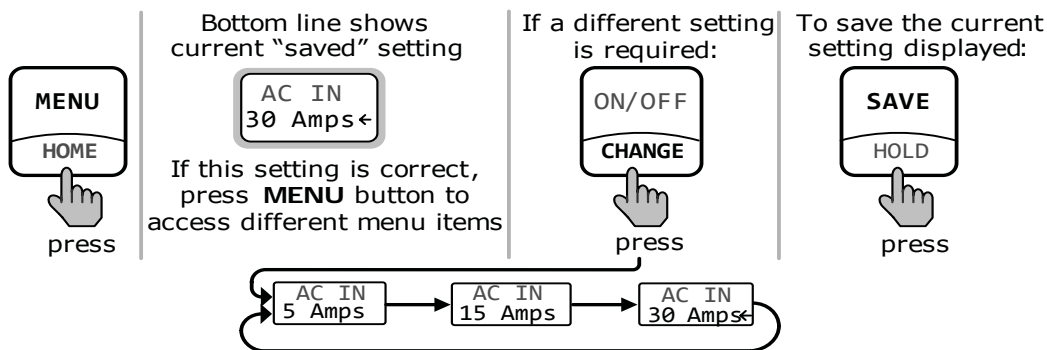 MENU
HOME
press
Bottom line shows
current “saved” setting
AC IN
30 Amps←
If this setting is correct,
press MENU button to
access different menu items
If a different setting
is required:
ON/OFF
CHANGE
press
To save the current
setting displayed:
SAVE
HOLD
press
AC IN
5 Amps
AC IN
15 Amps
AC IN
30 Amps←